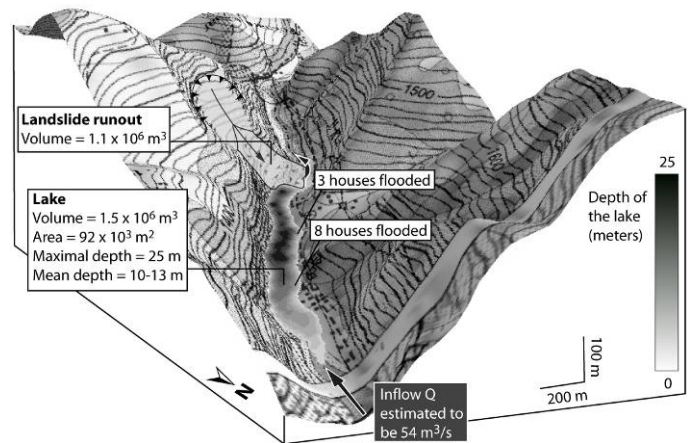 Landslide runout
Volume = 1.1 x 10⁶ m³
Lake
Volume = 1.5 x 10⁶ m³
Area = 92 x 10³ m²
Maximal depth = 25 m
Mean depth = 10-13 m
3 houses flooded
8 houses flooded
1500
1600
25
Depth of
the lake
(meters)
0
100 m
200 m
N
Inflow Q
estimated to
be 54 m³/s